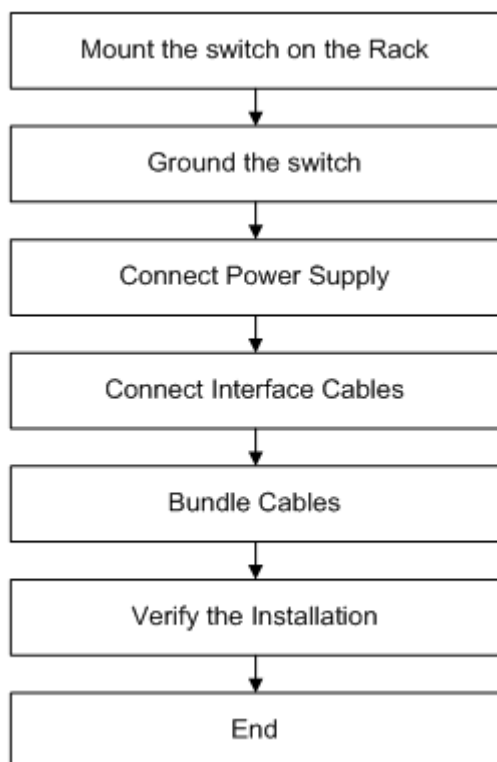 Mount the switch on the Rack
Ground the switch
Connect Power Supply
Connect Interface Cables
Bundle Cables
Verify the Installation
End